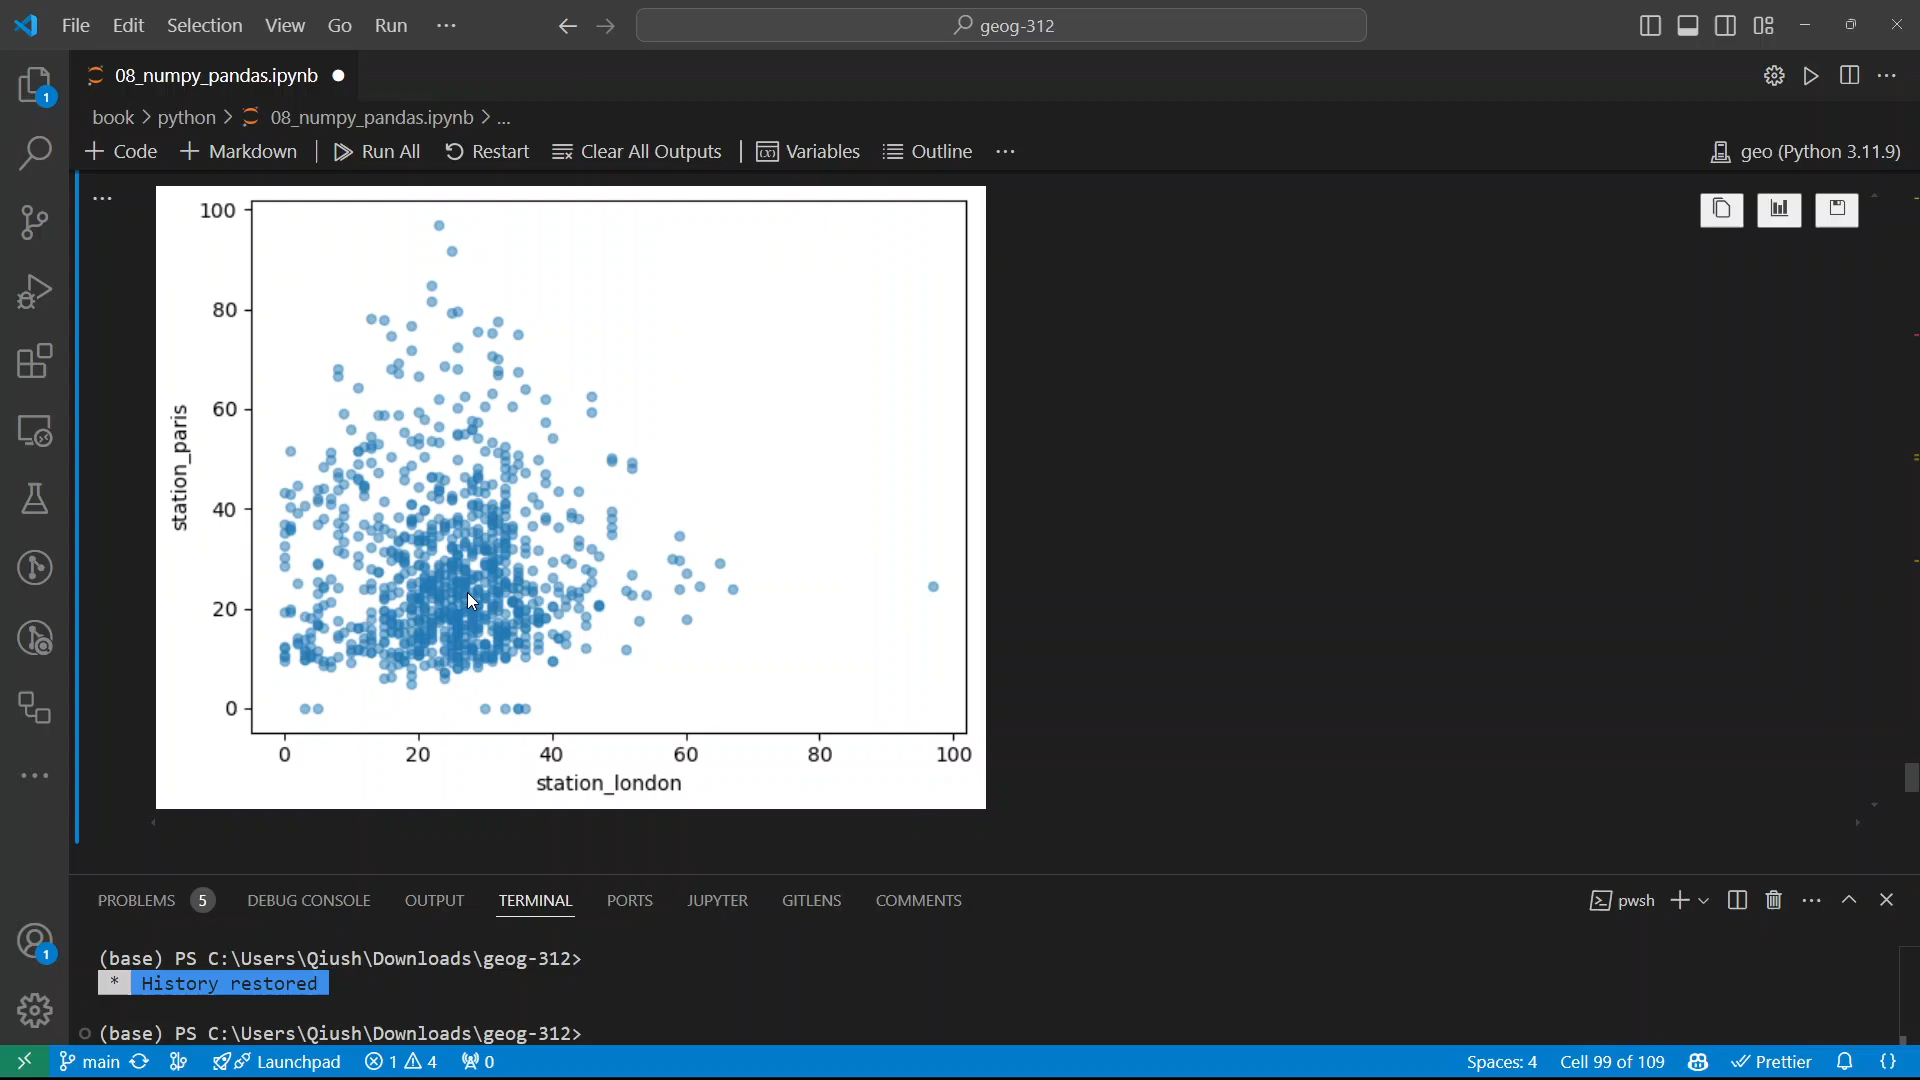 File Edit Selection View Go Run ··· geog-312
08_numpy_pandas.ipynb
1
book > python > 08_numpy_pandas.ipynb > ...
+ Code + Markdown Run All Restart Clear All Outputs Variables Outline ··· geo (Python 3.11.9)
100
80
60
40
20
0
station_paris
0 20 40 60 80 100
station_london
PROBLEMS 5 DEBUG CONSOLE OUTPUT TERMINAL PORTS JUPYTER GITLENS COMMENTS pwsh
(base) PS C:\Users\Qiush\Downloads\geog-312>
1
* History restored
(base) PS C:\Users\Qiush\Downloads\geog-312>
main Launchpad 1 4 0 Spaces: 4 Cell 99 of 109 Prettier {}